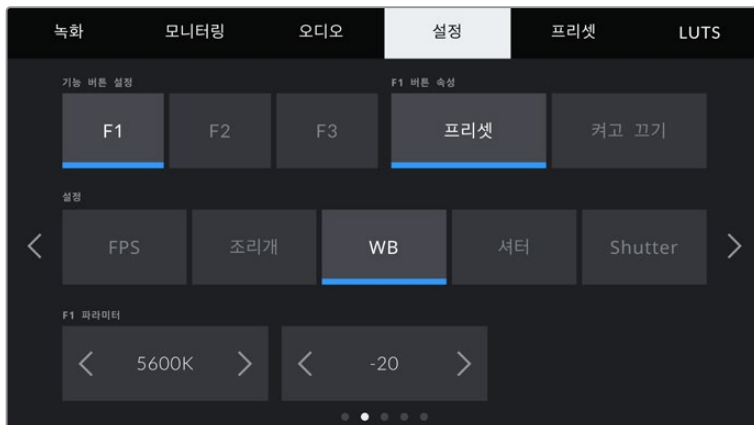 녹화 모니터링 오디오 설정 프리셋 LUTS
기능 버튼 설정 F1 버튼 속성
F1 F2 F3 프리셋 켜고 끄기
설정
FPS 조리개 WB 셔터 Shutter
F1 파라미터
5600K -20